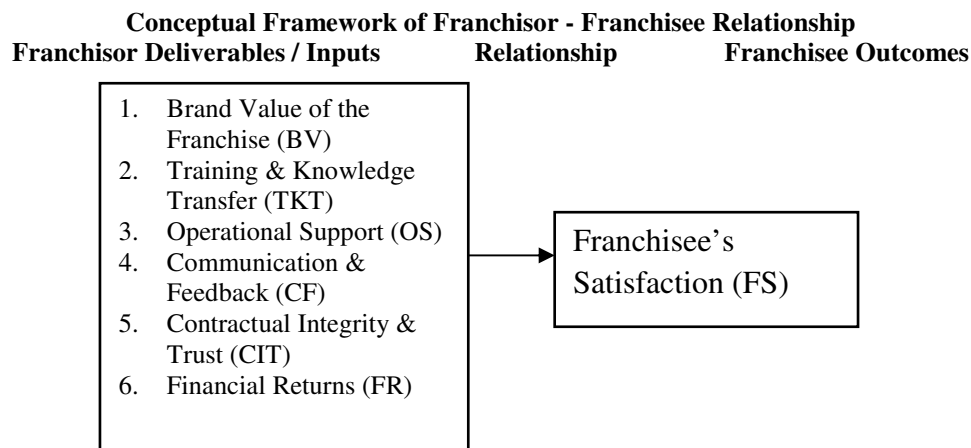 Conceptual Framework of Franchisor - Franchisee Relationship
Franchisor Deliverables / Inputs Relationship Franchisee Outcomes
1. Brand Value of the
Franchise (BV)
2. Training & Knowledge
Transfer (TKT)
3. Operational Support (OS)
4. Communication &
Feedback (CF)
5. Contractual Integrity &
Trust (CIT)
6. Financial Returns (FR)
Franchisee’s
Satisfaction (FS)